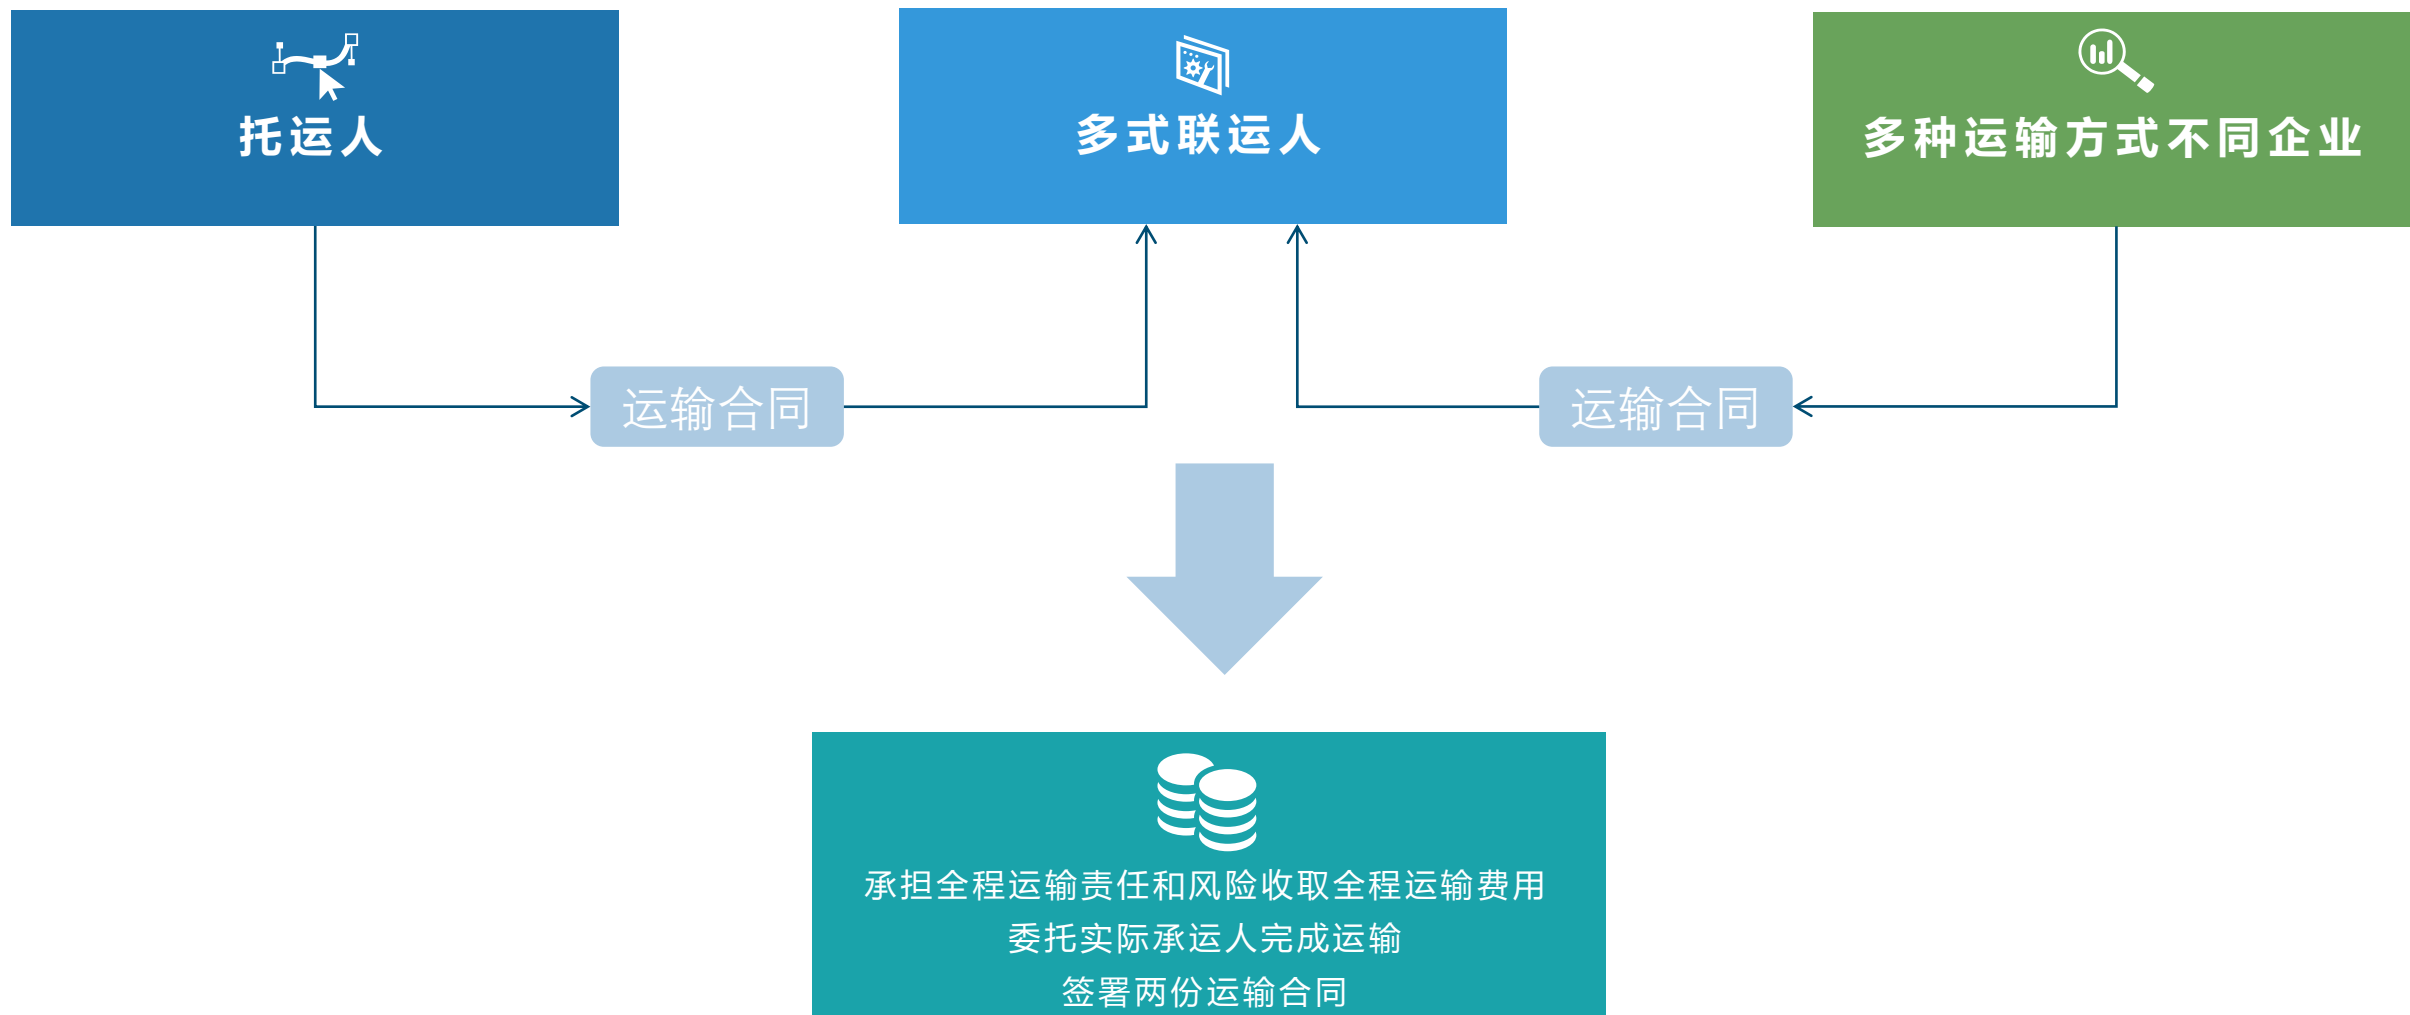 托运人
多式联运人
多种运输方式不同企业
运输合同
运输合同
承担全程运输责任和风险收取全程运输费用
委托实际承运人完成运输
签署两份运输合同